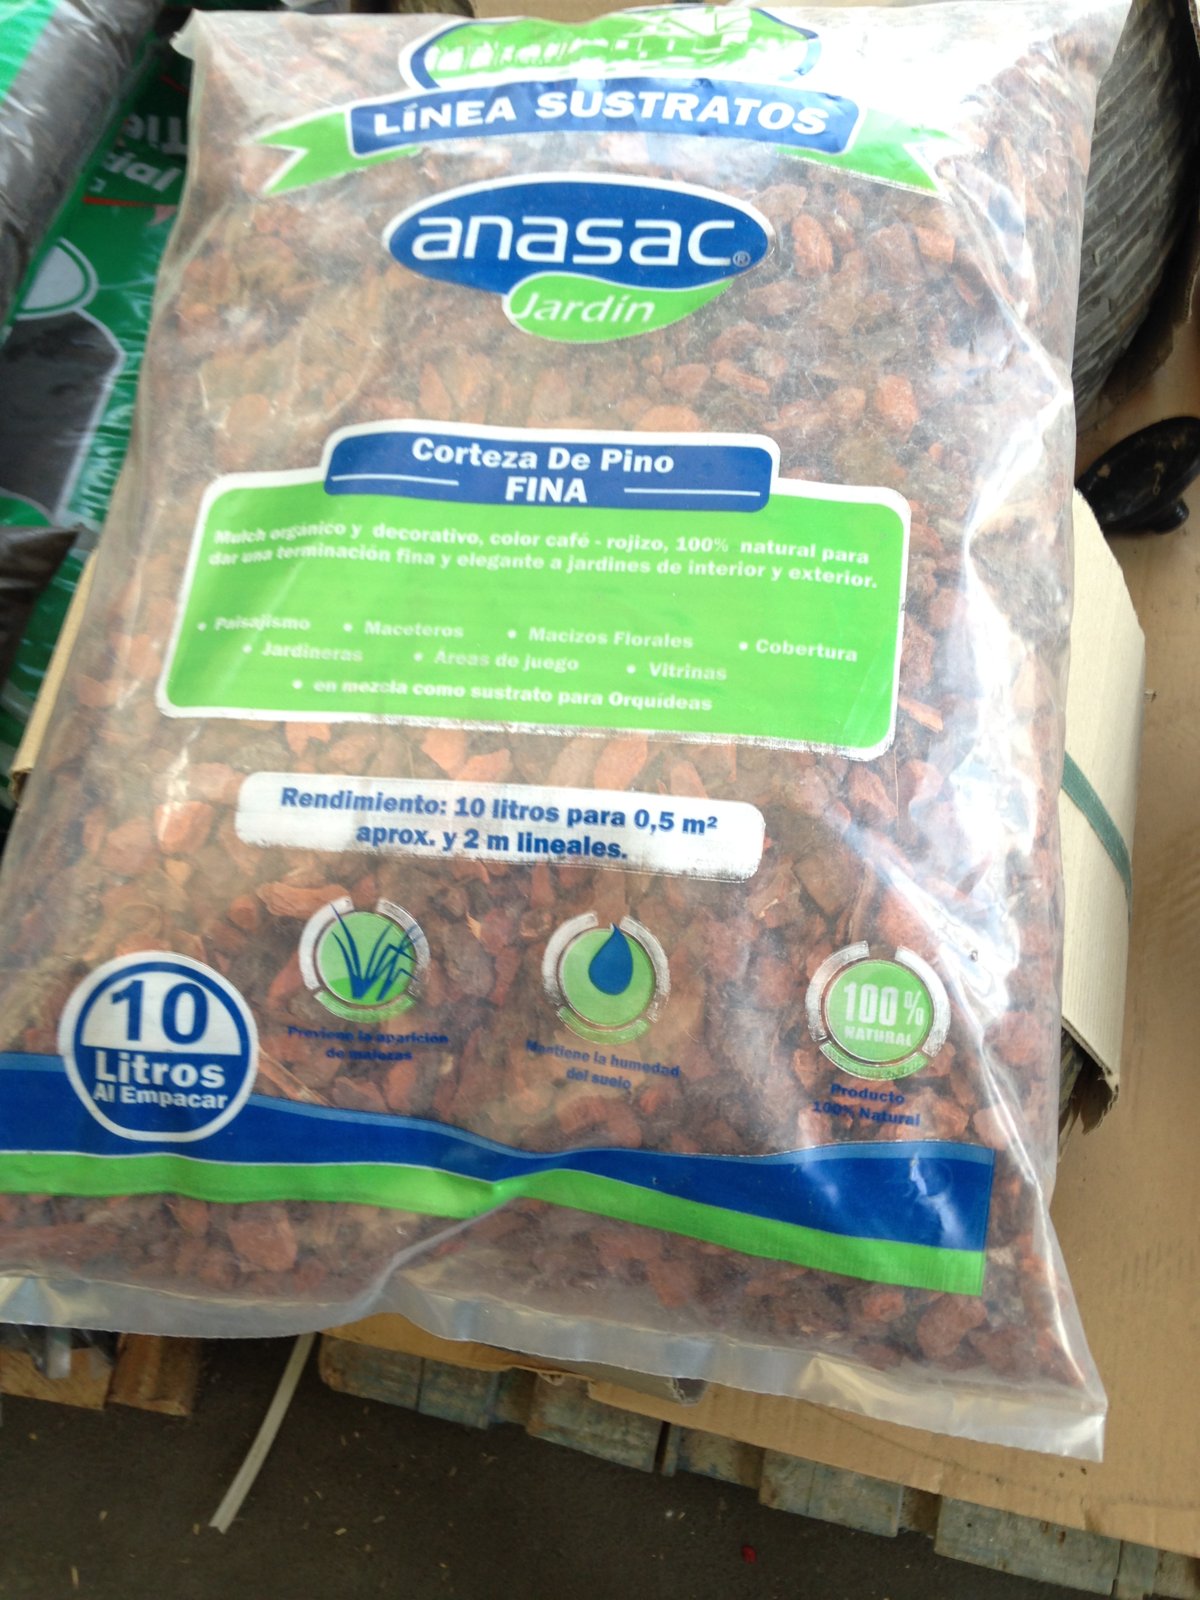 LÍNEA SUSTRATOS
anasac®
Jardín
Corteza De Pino
FINA
Mulch orgánico y decorativo, color café - rojizo, 100% natural para
dar una terminación fina y elegante a jardines de interior y exterior.
• Paisajismo • Maceteros • Macizos Florales • Cobertura
• Jardineras • Areas de juego • Vitrinas
• en mezcla como sustrato para Orquídeas
Rendimiento: 10 litros para 0,5 m²
aprox. y 2 m lineales.
10
Litros
Al Empacar
Previene la aparición
de malezas
Mantiene la humedad
del suelo
100%
NATURAL
Producto
100% Natural